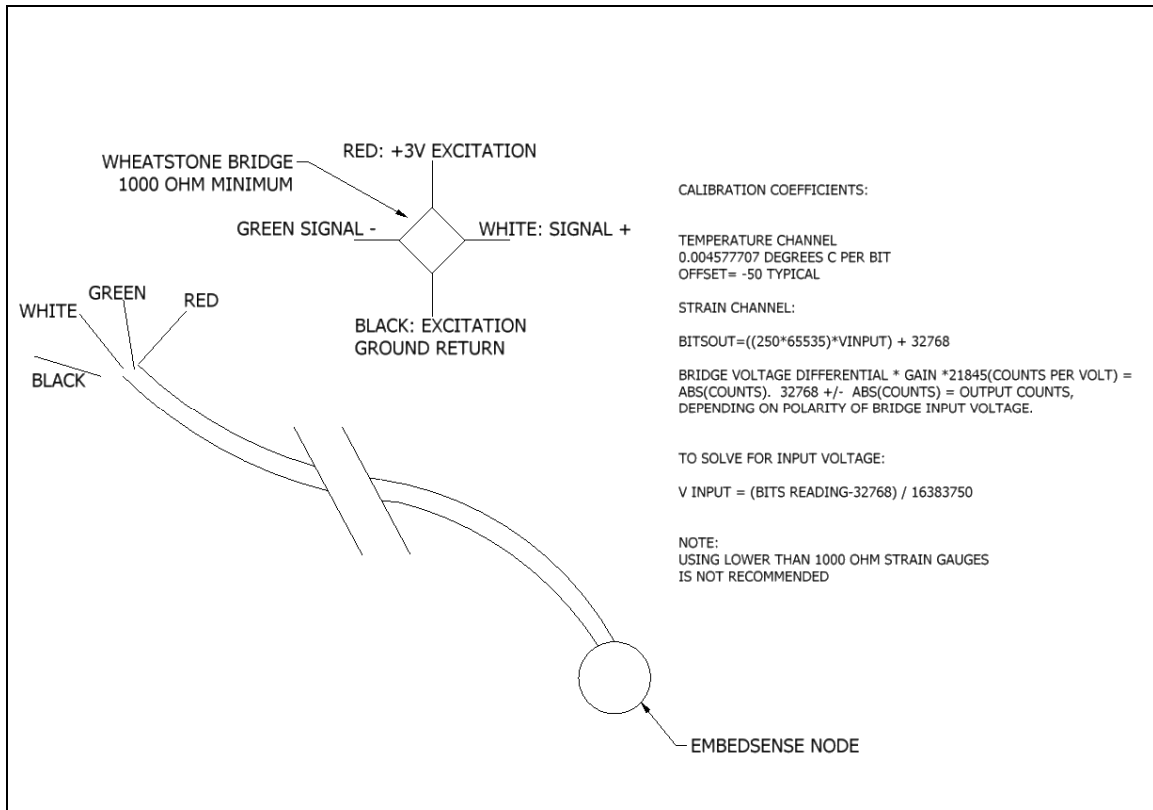 RED: +3V EXCITATION
WHEATSTONE BRIDGE
1000 OHM MINIMUM
GREEN SIGNAL -
WHITE: SIGNAL +
BLACK: EXCITATION
GROUND RETURN
GREEN
WHITE
RED
BLACK
CALIBRATION COEFFICIENTS:
TEMPERATURE CHANNEL
0.004577707 DEGREES C PER BIT
OFFSET= -50 TYPICAL
STRAIN CHANNEL:
BITSOUT=((250*65535)*VINPUT) + 32768
BRIDGE VOLTAGE DIFFERENTIAL * GAIN *21845(COUNTS PER VOLT) =
ABS(COUNTS). 32768 +/- ABS(COUNTS) = OUTPUT COUNTS,
DEPENDING ON POLARITY OF BRIDGE INPUT VOLTAGE.
TO SOLVE FOR INPUT VOLTAGE:
V INPUT = (BITS READING-32768) / 16383750
NOTE:
USING LOWER THAN 1000 OHM STRAIN GAUGES
IS NOT RECOMMENDED
EMBEDSENSE NODE